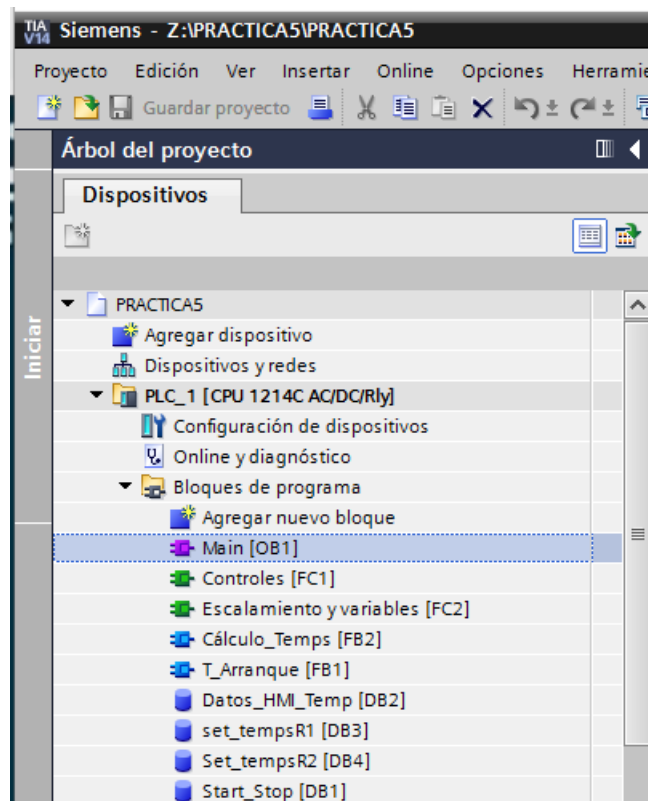 TIA V14 Siemens - Z:\PRACTICA5\PRACTICA5
Proyecto Edición Ver Insertar Online Opciones Herramie
Guardar proyecto
Árbol del proyecto
Dispositivos
Iniciar
PRACTICA5
Agregar dispositivo
Dispositivos y redes
PLC_1 [CPU 1214C AC/DC/Rly]
Configuración de dispositivos
Online y diagnóstico
Bloques de programa
Agregar nuevo bloque
Main [OB1]
Controles [FC1]
Escalamiento y variables [FC2]
Cálculo_Temps [FB2]
T_Arranque [FB1]
Datos_HMI_Temp [DB2]
set_tempsR1 [DB3]
Set_tempsR2 [DB4]
Start_Stop [DB1]